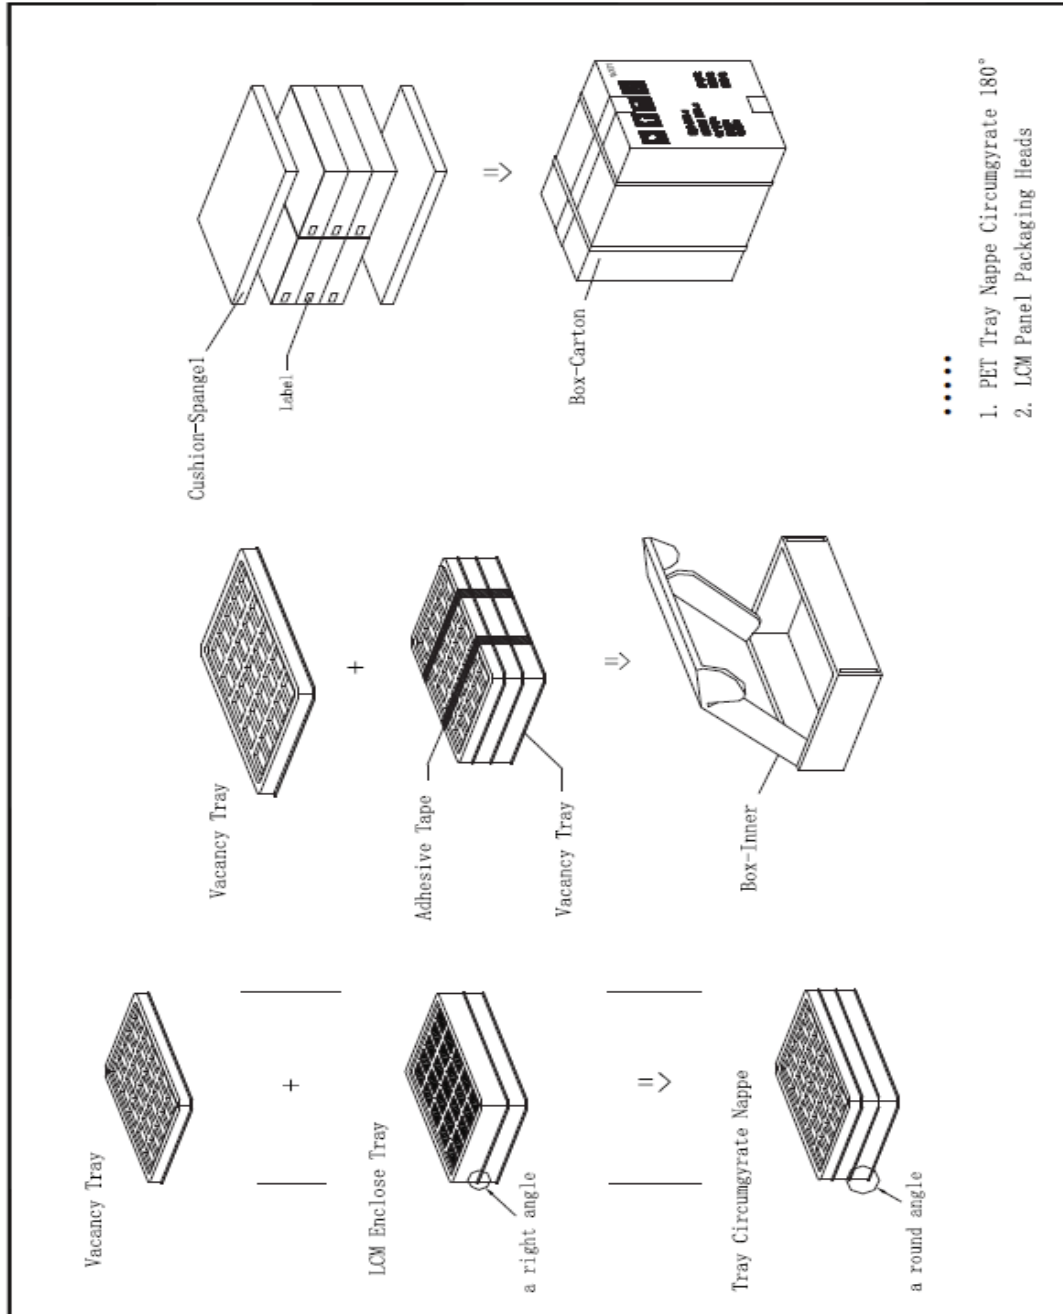 Vacancy Tray
+
LCM Enclose Tray
a right angle
Tray Circumgyrate Nappe
a round angle
Vacancy Tray
+
Adhesive Tape
Vacancy Tray
Box-Inner
Cushion-Spangel
Label
Box-Carton
1. PET Tray Nappe Circumgyrate 180°
2. LCM Panel Packaging Heads